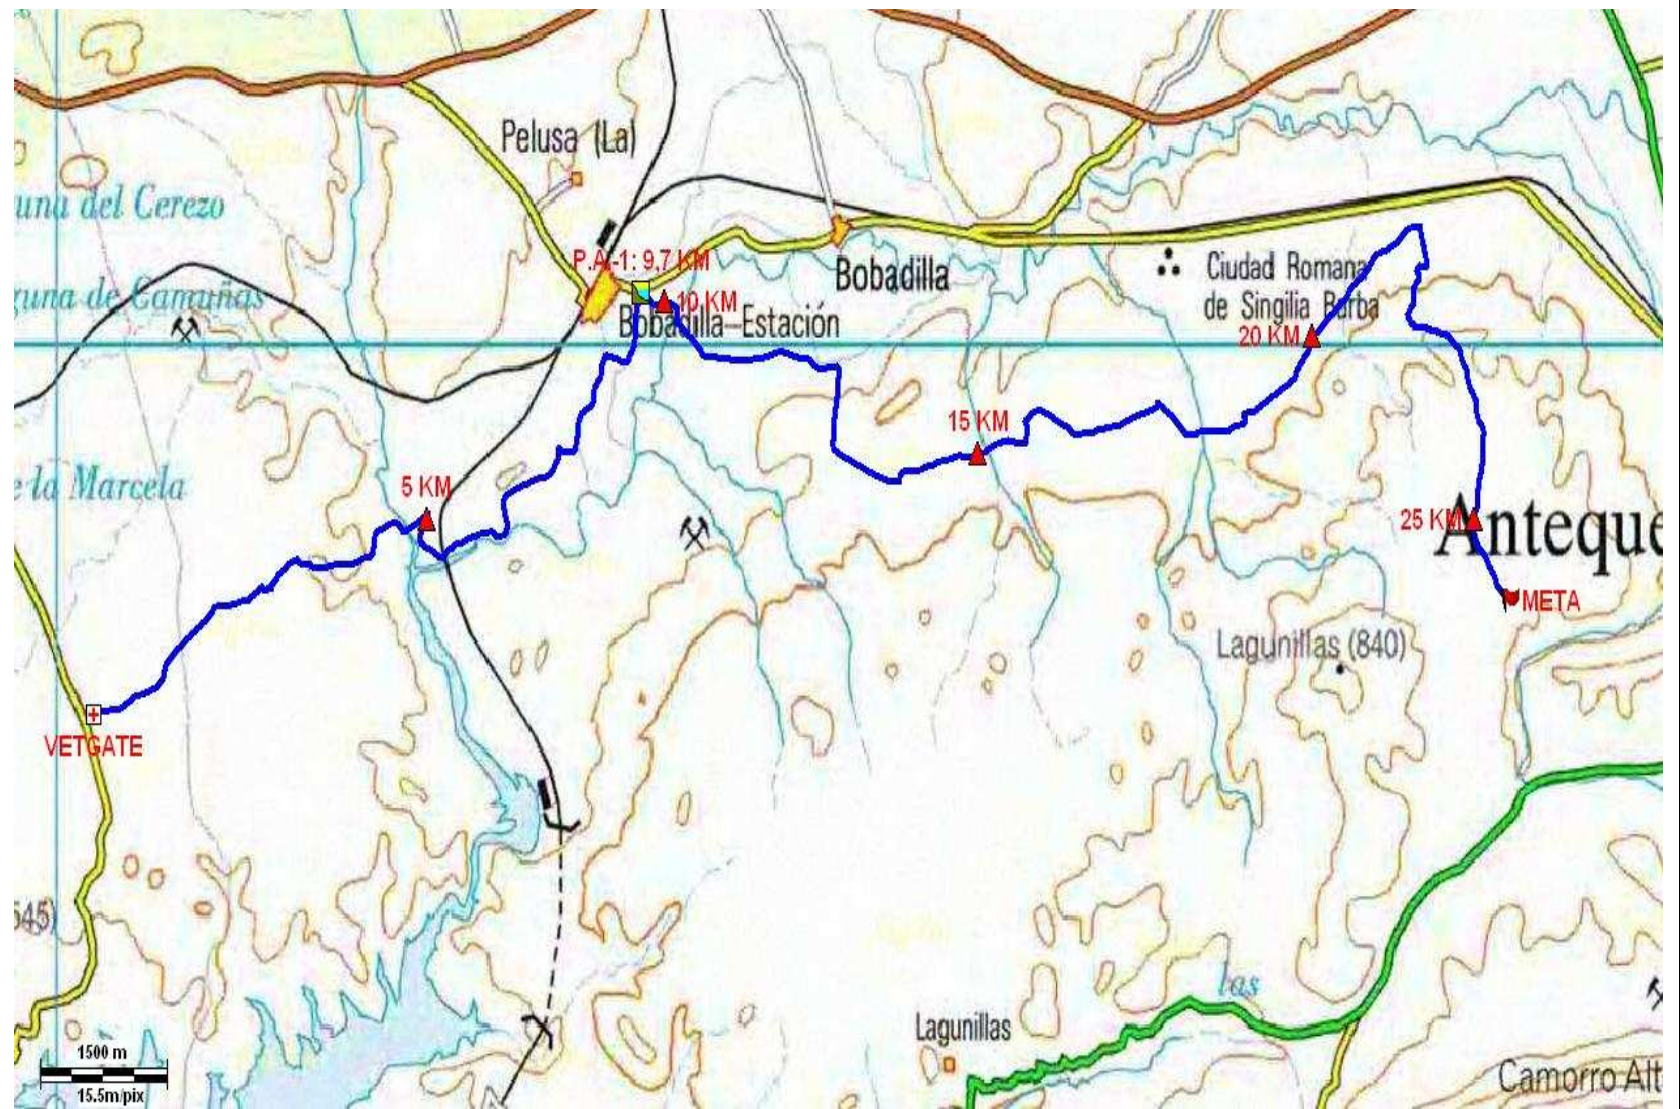 Pelusa (La)
una del Cerezo
P.A.-1: 9,7 KM
Ciudad Romana
de Singilia Barba
Bobadilla
guna de Camuñas
10 KM
Bobadilla-Estación
20 KM
15 KM
e la Marcela
5 KM
25 KM
Anteque
META
Lagunillas (840)
VETGATE
545)
las
Lagunillas
1500 m
15.5m/pix
Camorro Alt